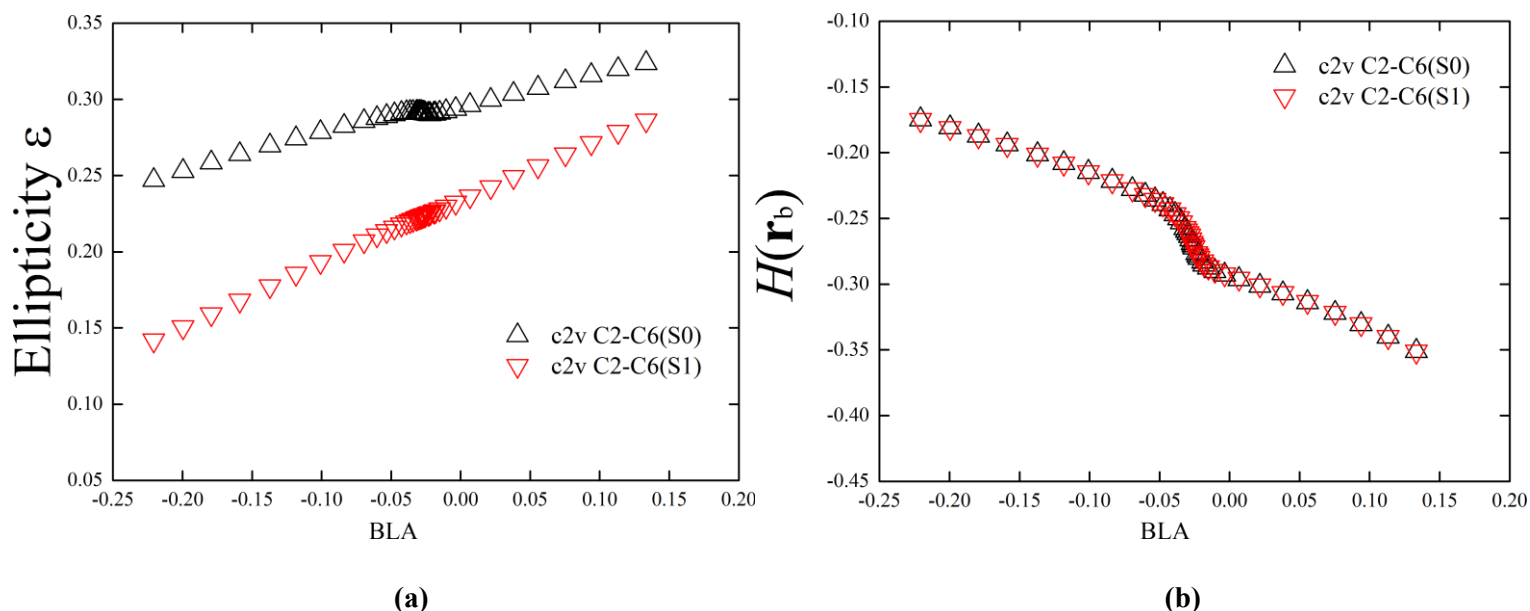 Ellipticity ε
0.35
0.30
0.25
0.20
0.15
0.10
0.05
c2v C2-C6(S0)
c2v C2-C6(S1)
-0.25 -0.20 -0.15 -0.10 -0.05 0.00 0.05 0.10 0.15 0.20
BLA
(a)
H(rb)
-0.10
-0.15
-0.20
-0.25
-0.30
-0.35
-0.40
-0.45
c2v C2-C6(S0)
c2v C2-C6(S1)
-0.25 -0.20 -0.15 -0.10 -0.05 0.00 0.05 0.10 0.15 0.20
BLA
(b)